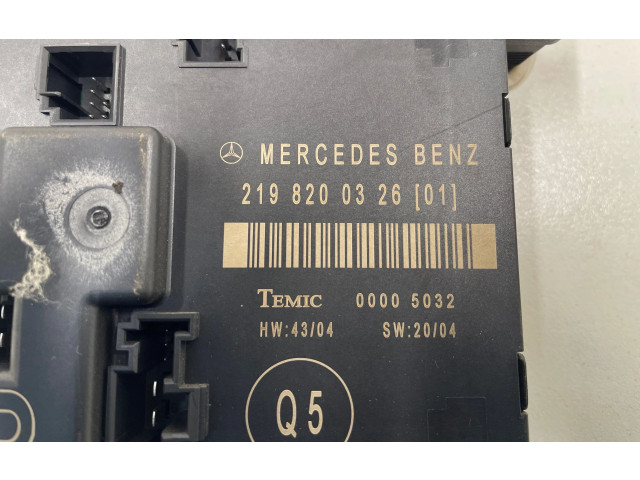 MERCEDES BENZ
219 820 03 26 [01]
TEMIC 0000 5032
HW:43/04 SW:20/04
Q5